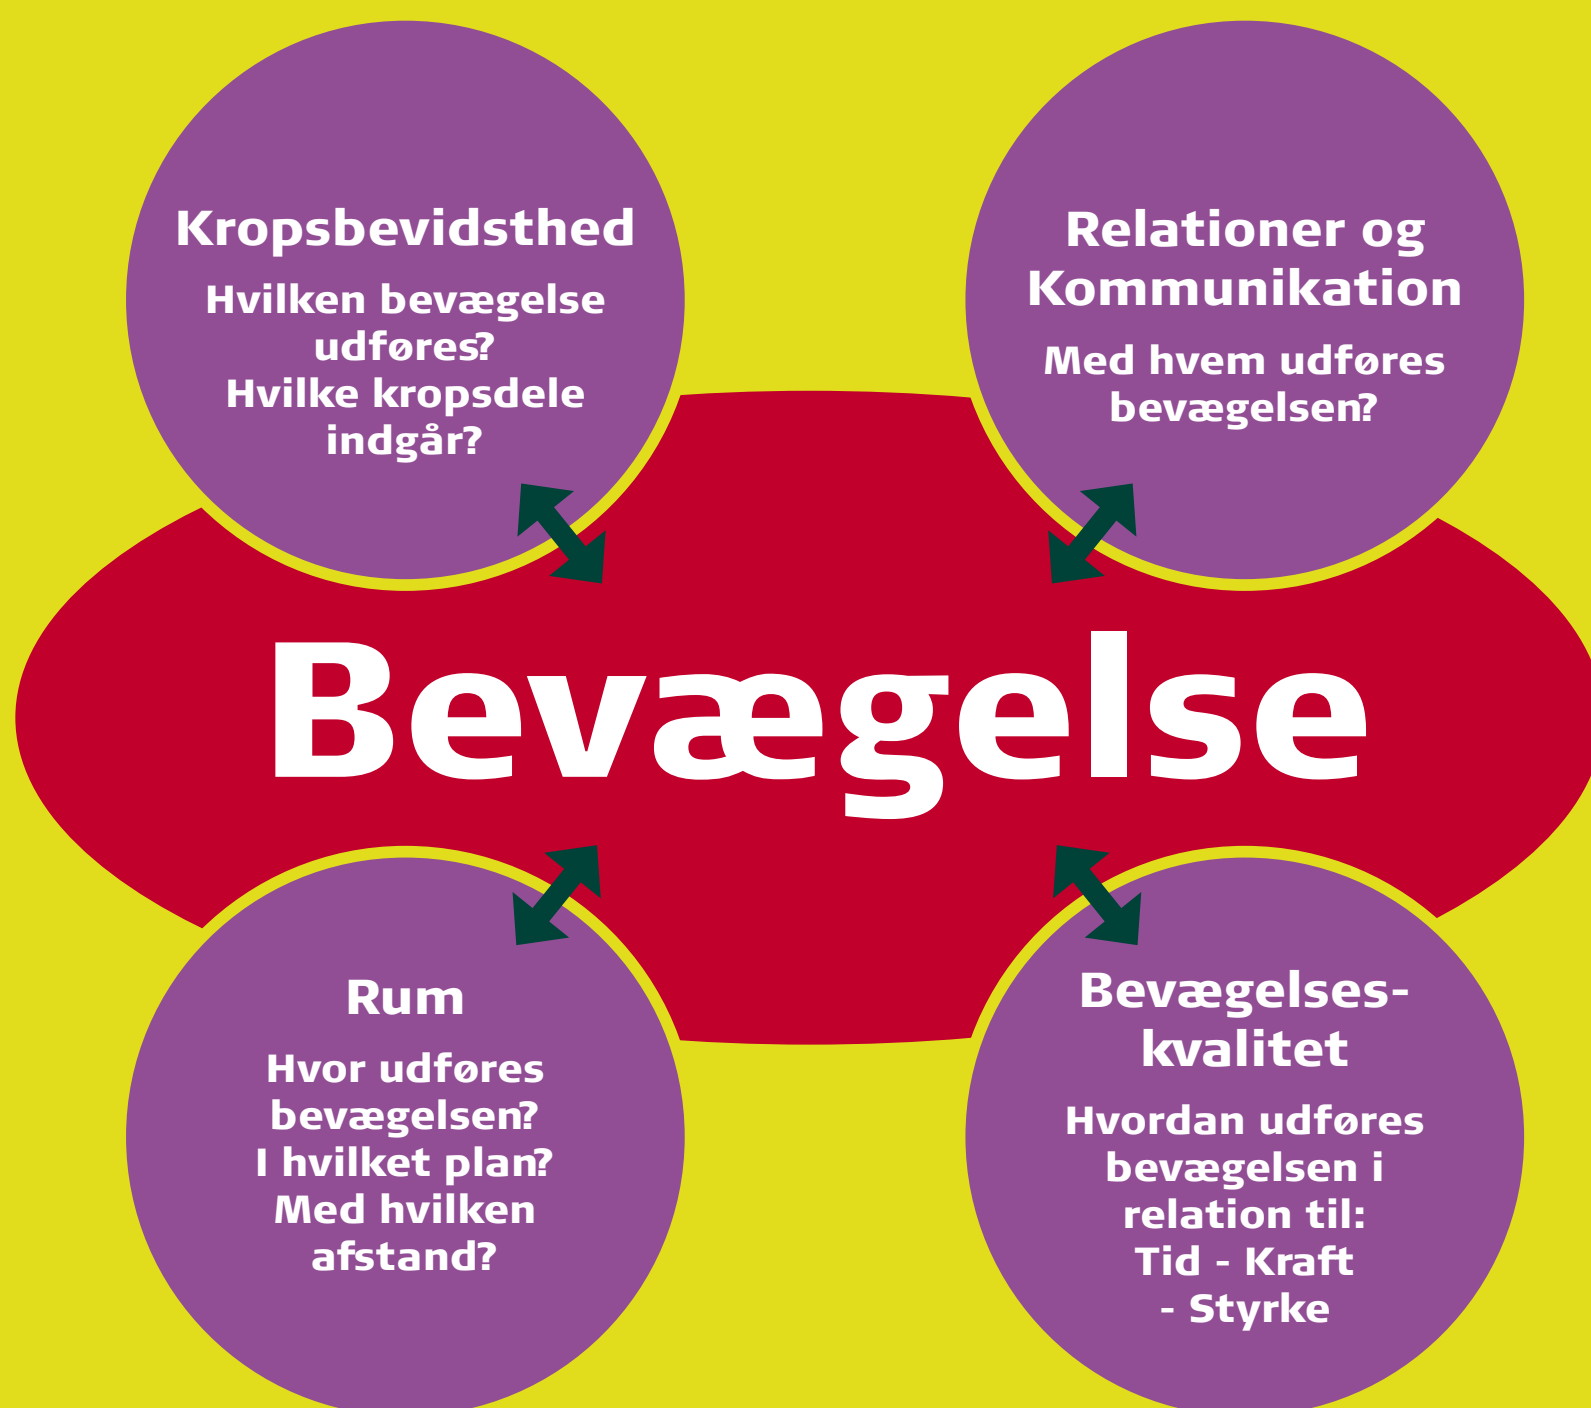 Kropsbevidsthed
Hvilken bevægelse
udføres?
Hvilke kropsdele
indgår?
Relationer og
Kommunikation
Med hvem udføres
bevægelsen?
Bevægelse
Rum
Hvor udføres
bevægelsen?
I hvilket plan?
Med hvilken
afstand?
Bevægelses-
kvalitet
Hvordan udføres
bevægelsen i
relation til:
Tid - Kraft
- Styrke